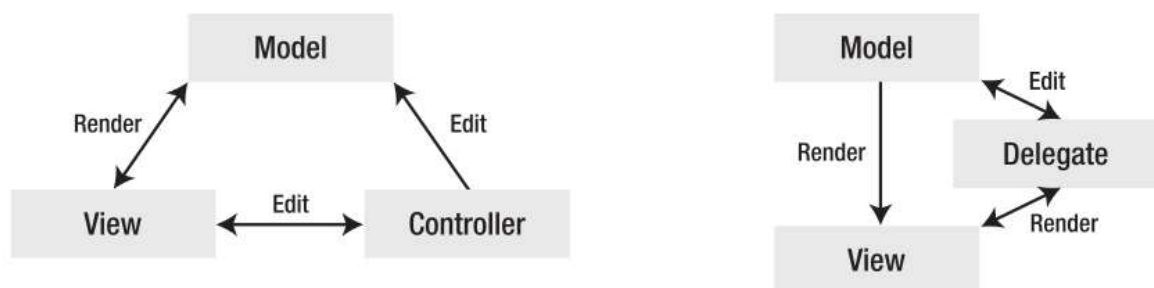 Model
Render
Edit
View
Edit
Controller
Model
Edit
Render
Delegate
Render
View